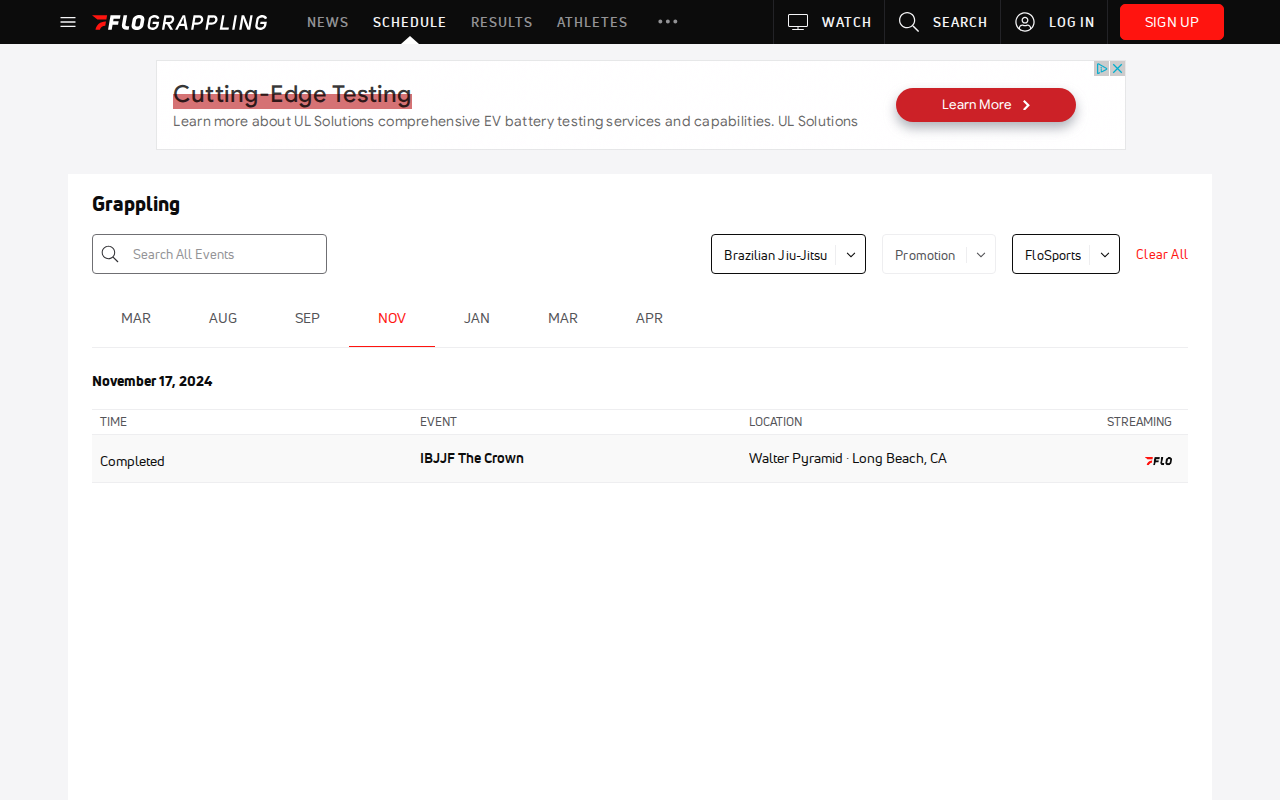 FLOGRAPPLING NEWS SCHEDULE RESULTS ATHLETES WATCH SEARCH LOG IN SIGN UP
Cutting-Edge Testing
Learn more about UL Solutions comprehensive EV battery testing services and capabilities. UL Solutions
Learn More
Grappling
Search All Events
Brazilian Jiu-Jitsu Promotion FloSports Clear All
MAR AUG SEP NOV JAN MAR APR
November 17, 2024
TIME EVENT LOCATION STREAMING
Completed IBJJF The Crown Walter Pyramid · Long Beach, CA FLO